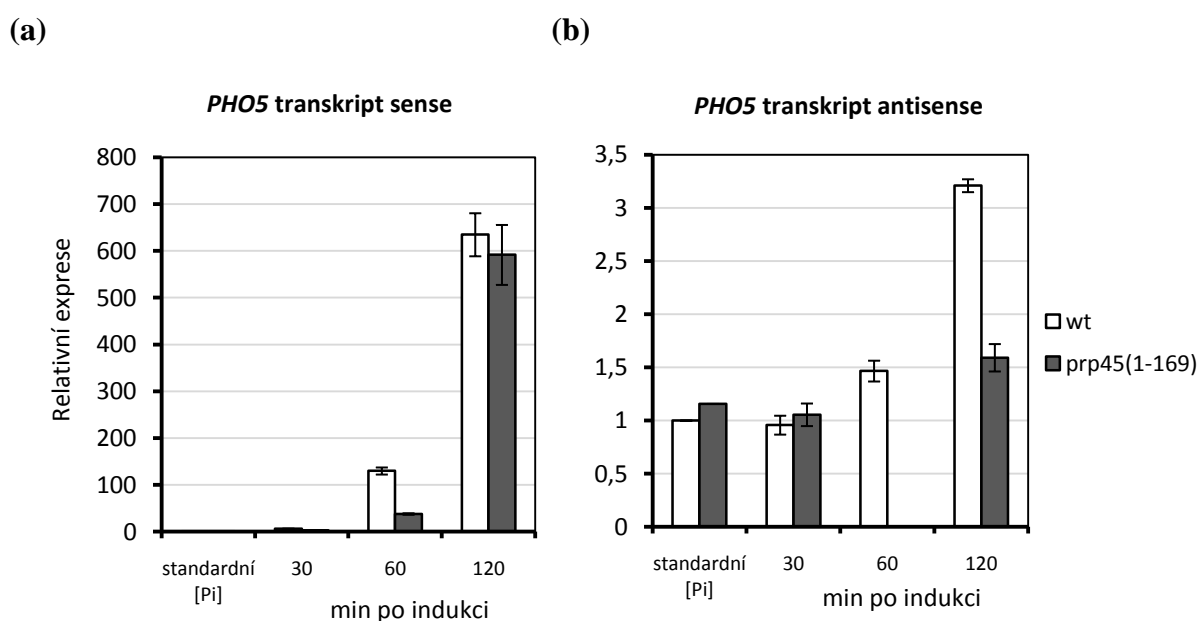 (a)
(b)
PHO5 transkript sense
Relativní exprese
800
700
600
500
400
300
200
100
0
standardní
[Pi]
30
60
120
min po indukci
PHO5 transkript antisense
3,5
3
2,5
2
1,5
1
0,5
0
standardní
[Pi]
30
60
120
min po indukci
wt
prp45(1-169)